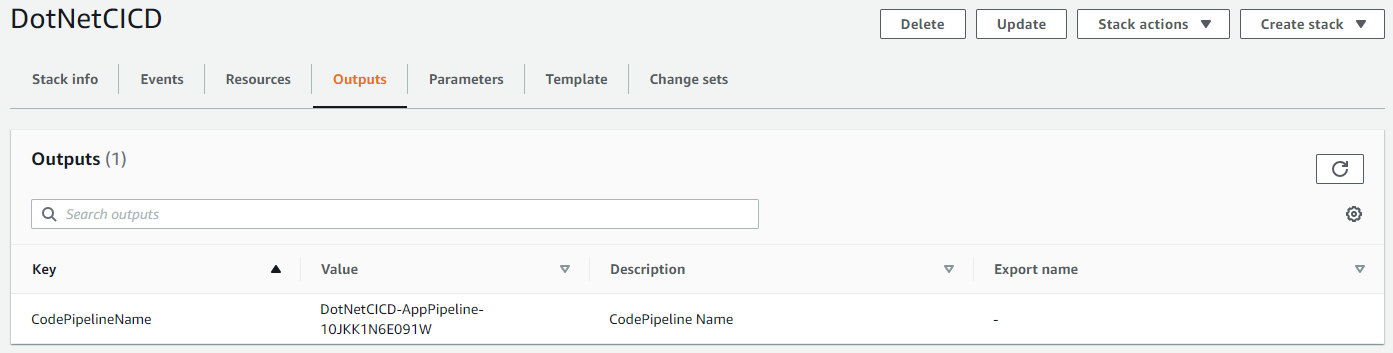 DotNetCICD
Delete
Update
Stack actions
Create stack
Stack info
Events
Resources
Outputs
Parameters
Template
Change sets
Outputs (1)
Search outputs
Key
Value
Description
Export name
CodePipelineName
DotNetCICD-AppPipeline-
10JKK1N6E091W
CodePipeline Name
-